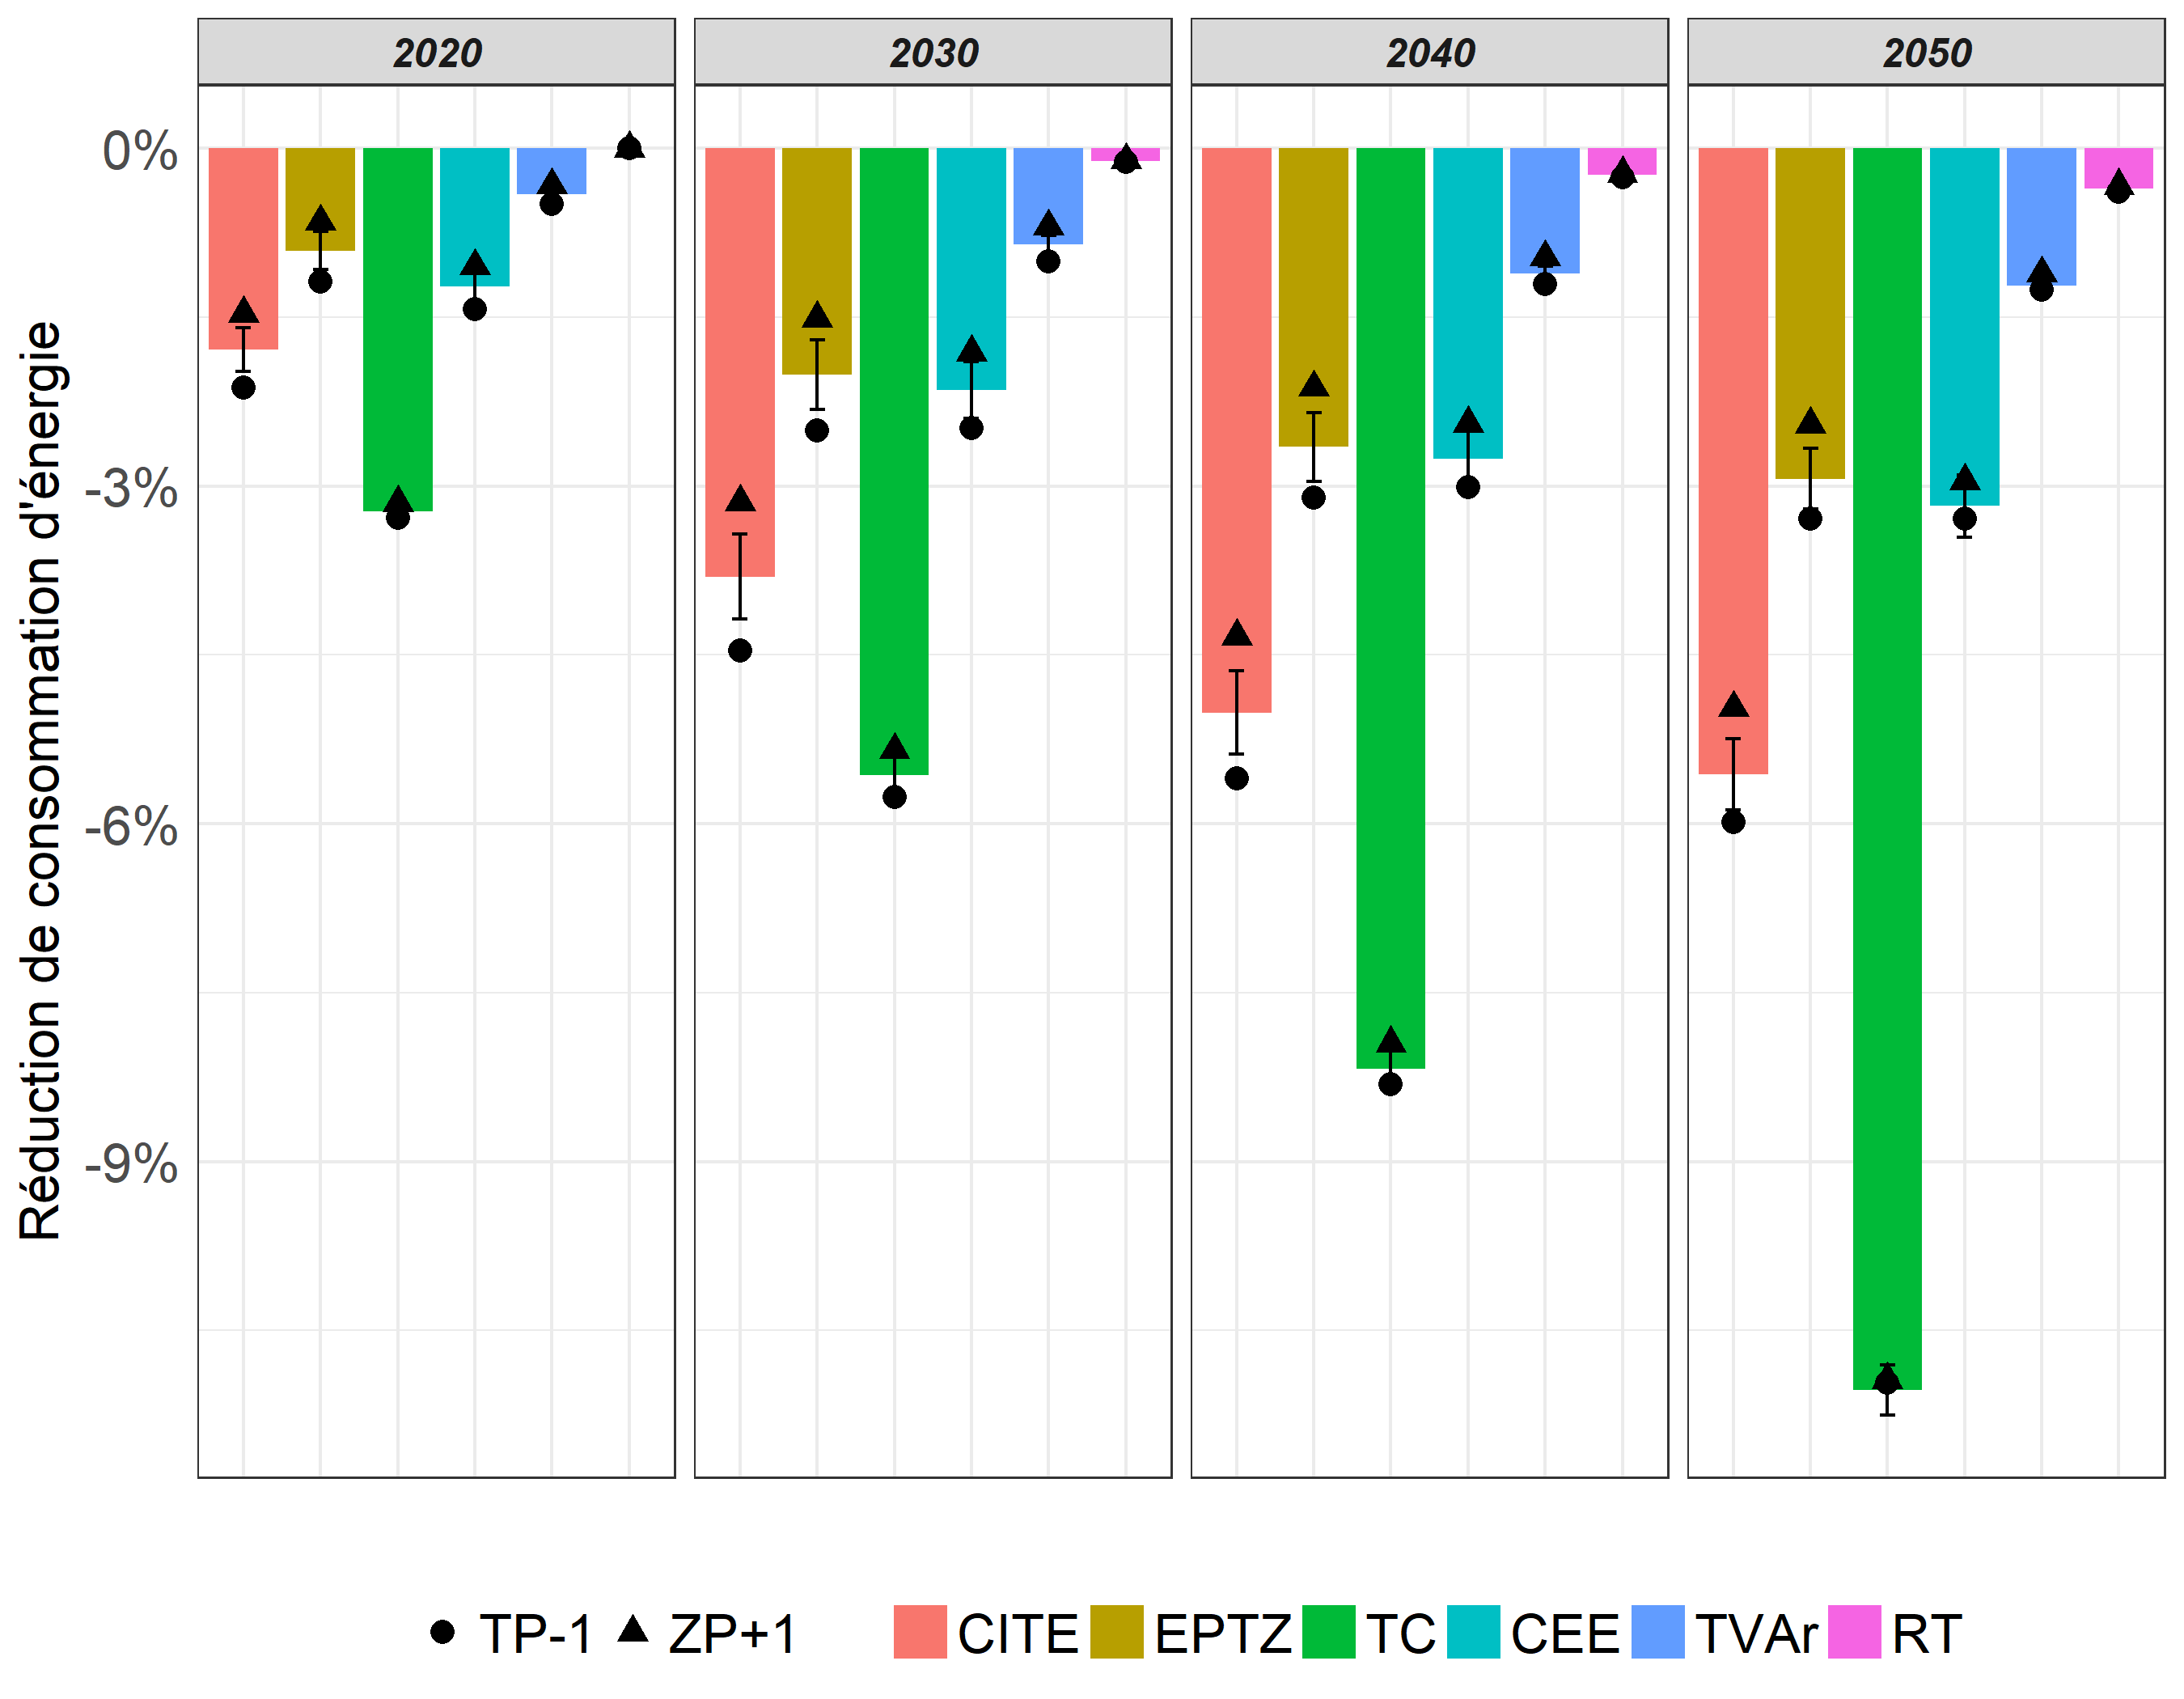 2020 2030 2040 2050
0%
-3%
-6%
-9%
Réduction de consommation d'énergie
TP-1 ZP+1 CITE EPTZ TC CEE TVAr RT